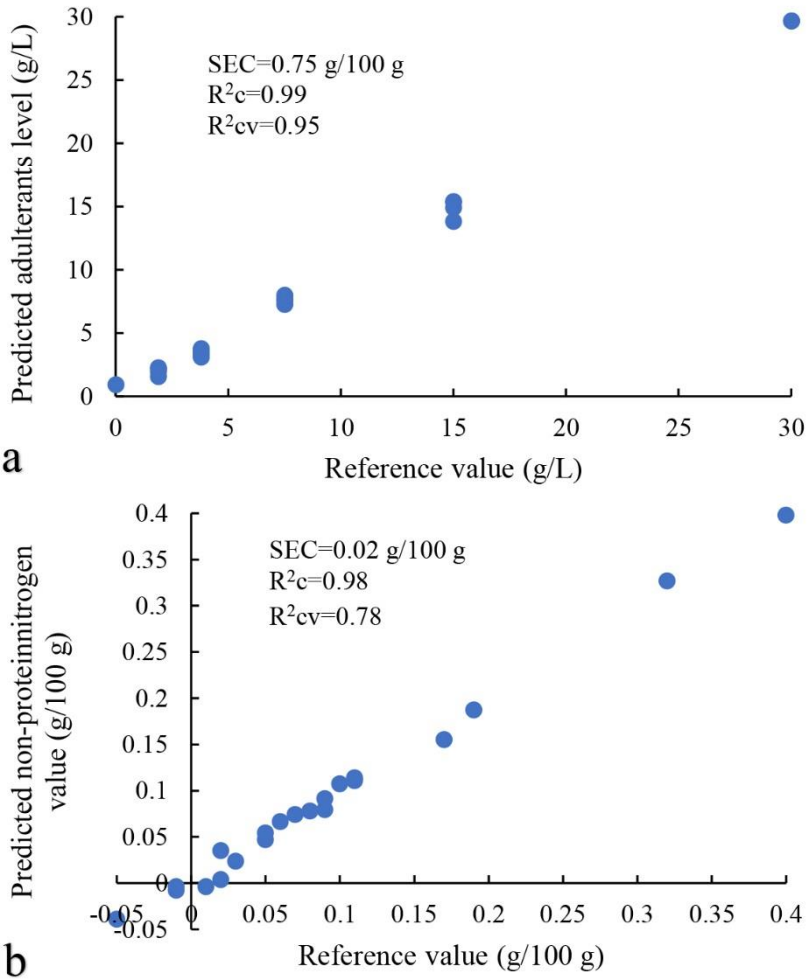 30
25
20
15
10
5
0
Predicted adulterants level (g/L)
SEC=0.75 g/100 g
R²c=0.99
R²cv=0.95
0 5 10 15 20 25 30
Reference value (g/L)
a
0.4
0.35
0.3
0.25
0.2
0.15
0.1
0.05
0
-0.05
Predicted non-proteinnitrogen
value (g/100 g)
SEC=0.02 g/100 g
R²c=0.98
R²cv=0.78
-0.05 0 0.05 0.1 0.15 0.2 0.25 0.3 0.35 0.4
Reference value (g/100 g)
b